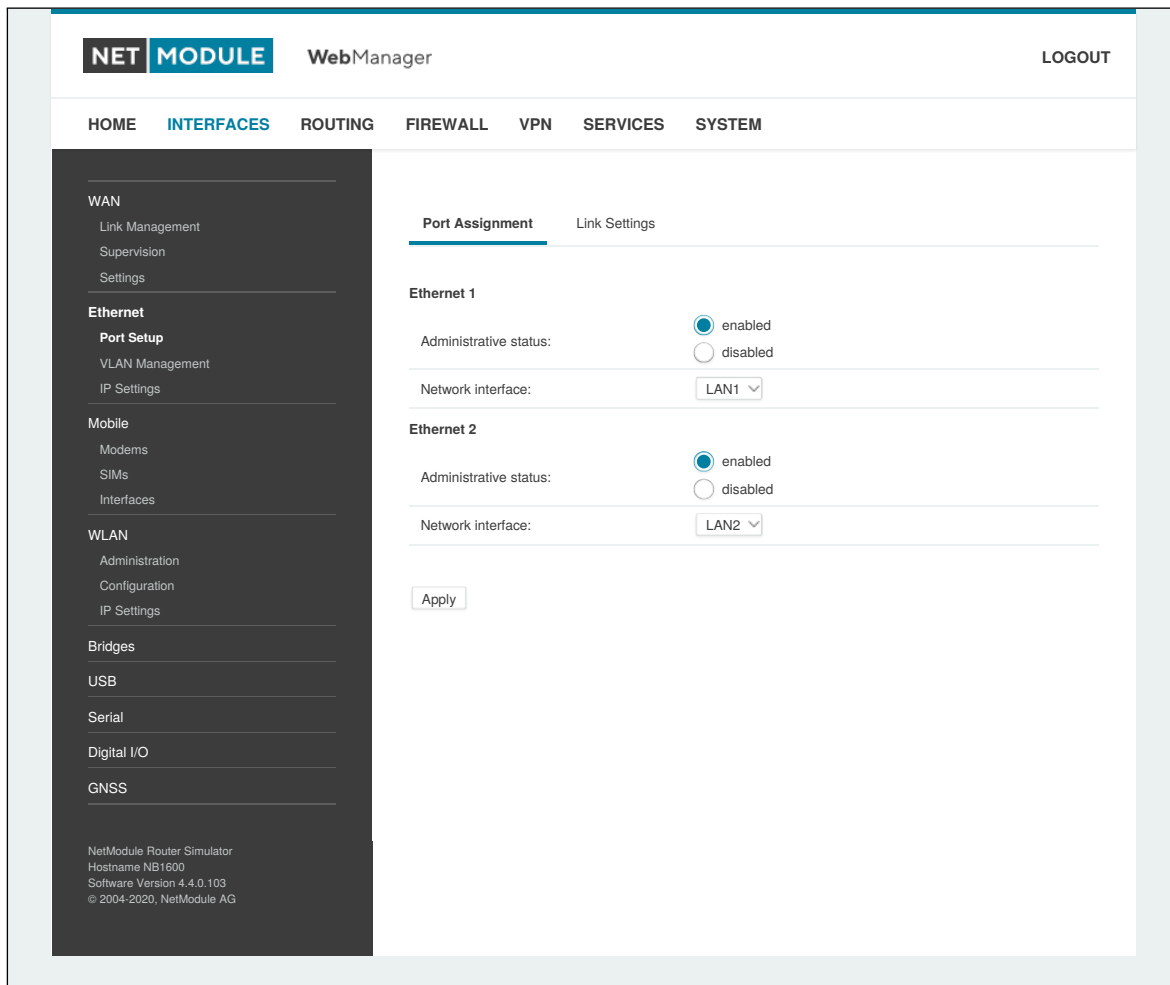 NET MODULE WebManager LOGOUT
HOME INTERFACES ROUTING FIREWALL VPN SERVICES SYSTEM
WAN
Link Management
Supervision
Settings
Ethernet
Port Setup
VLAN Management
IP Settings
Mobile
Modems
SIMs
Interfaces
WLAN
Administration
Configuration
IP Settings
Bridges
USB
Serial
Digital I/O
GNSS
NetModule Router Simulator
Hostname NB1600
Software Version 4.4.0.103
© 2004-2020, NetModule AG
Port Assignment Link Settings
Ethernet 1
Administrative status:
enabled
disabled
Network interface: LAN1
Ethernet 2
Administrative status:
enabled
disabled
Network interface: LAN2
Apply